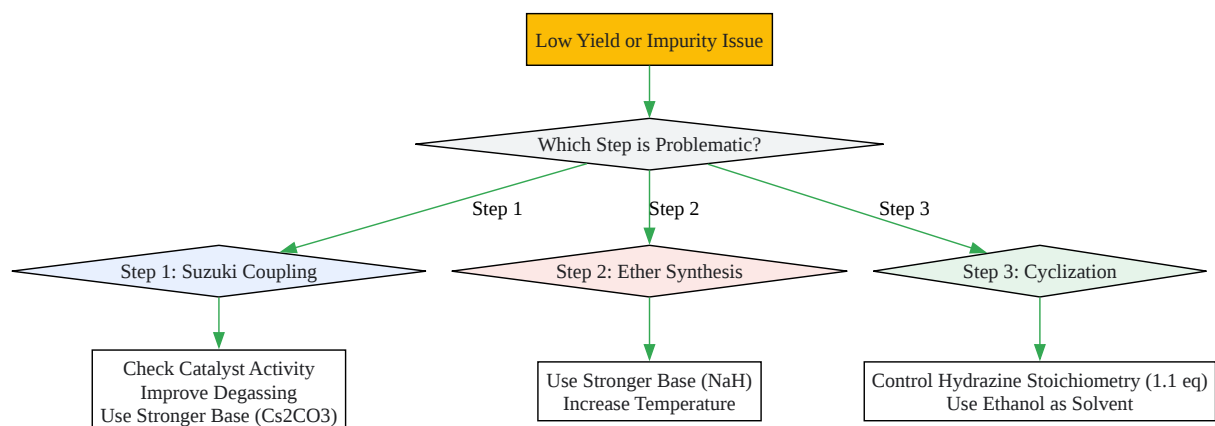 Low Yield or Impurity Issue
Which Step is Problematic?
Step 1
Step 2
Step 3
Step 1: Suzuki Coupling
Step 2: Ether Synthesis
Step 3: Cyclization
Check Catalyst Activity
Improve Degassing
Use Stronger Base (Cs2CO3)
Use Stronger Base (NaH)
Increase Temperature
Control Hydrazine Stoichiometry (1.1 eq)
Use Ethanol as Solvent